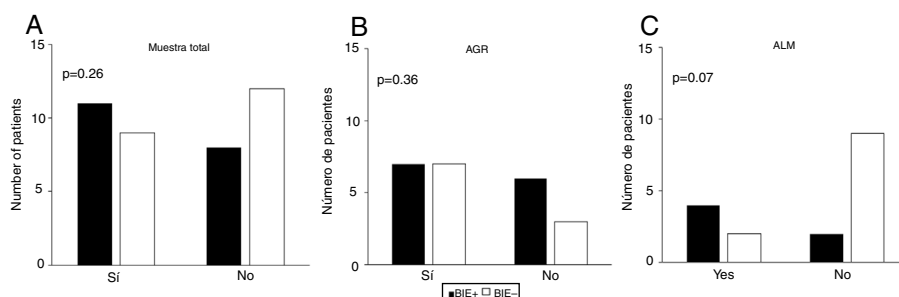 A
Muestra total
15
p=0.26
10
5
0
Number of patients
Sí No
B
AGR
15
p=0.36
10
5
0
Número de pacientes
Sí No
BIE+ BIE–
C
ALM
15
p=0.07
10
5
0
Número de pacientes
Yes No